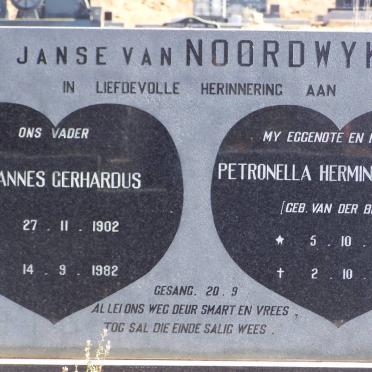 JANSE VAN NOORDWYK
IN LIEFDEVOLLE HERINNERING AAN
ONS VADER
ANNES GERHARDUS
27 . 11 . 1902
14 . 9 . 1982
MY EGGENOTE EN
PETRONELLA HERMIN
[GEB. VAN DER B
★ 5 . 10 .
† 2 . 10 .
GESANG. 20 . 9
ALLEI ONS WEG DEUR SMART EN VREES ,
TOG SAL DIE EINDE SALIG WEES .